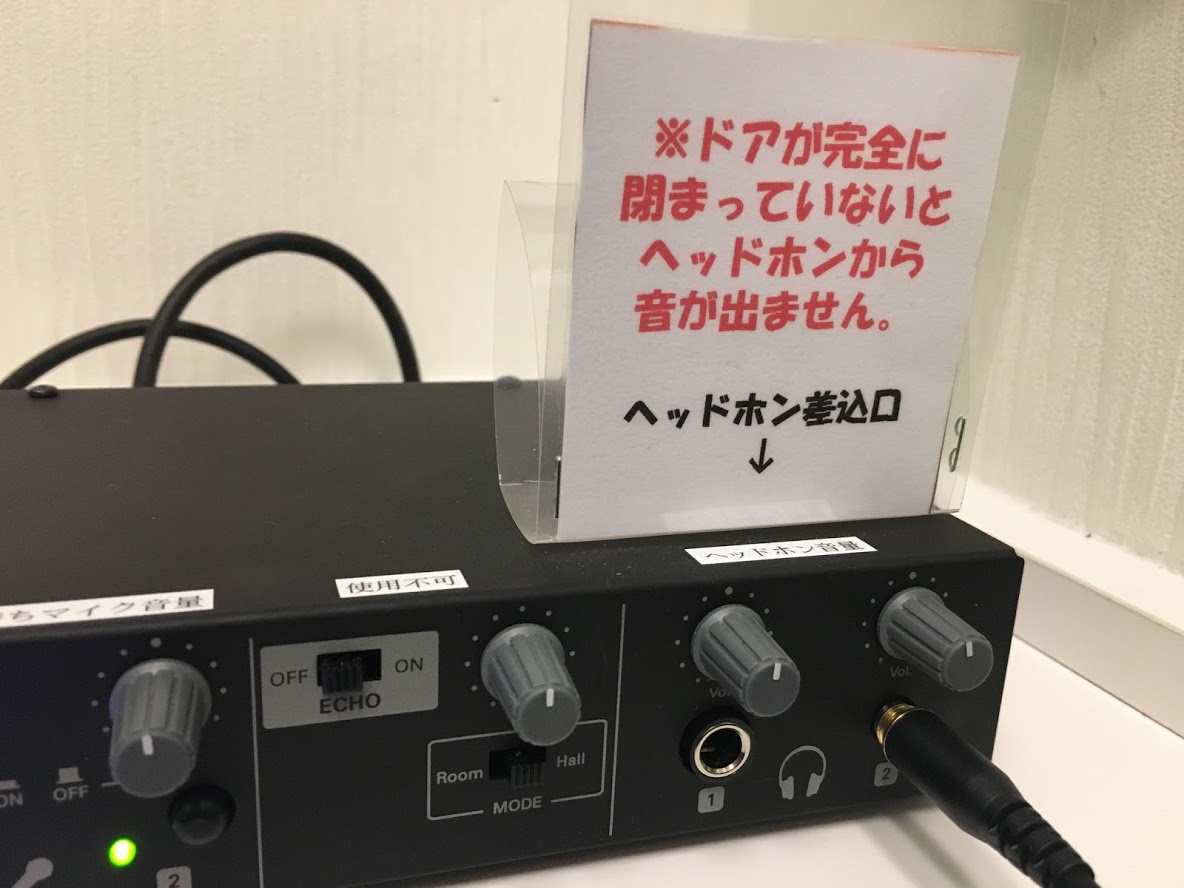 ※ドアが完全に
閉まっていないと
ヘッドホンから
音が出ません。
ヘッドホン差込口
↓
ちマイク音量
使用不可
ヘッドホン音量
OFF ON
ECHO
Room Hall
MODE
Vol.
Vol.
ON OFF
1
2
2